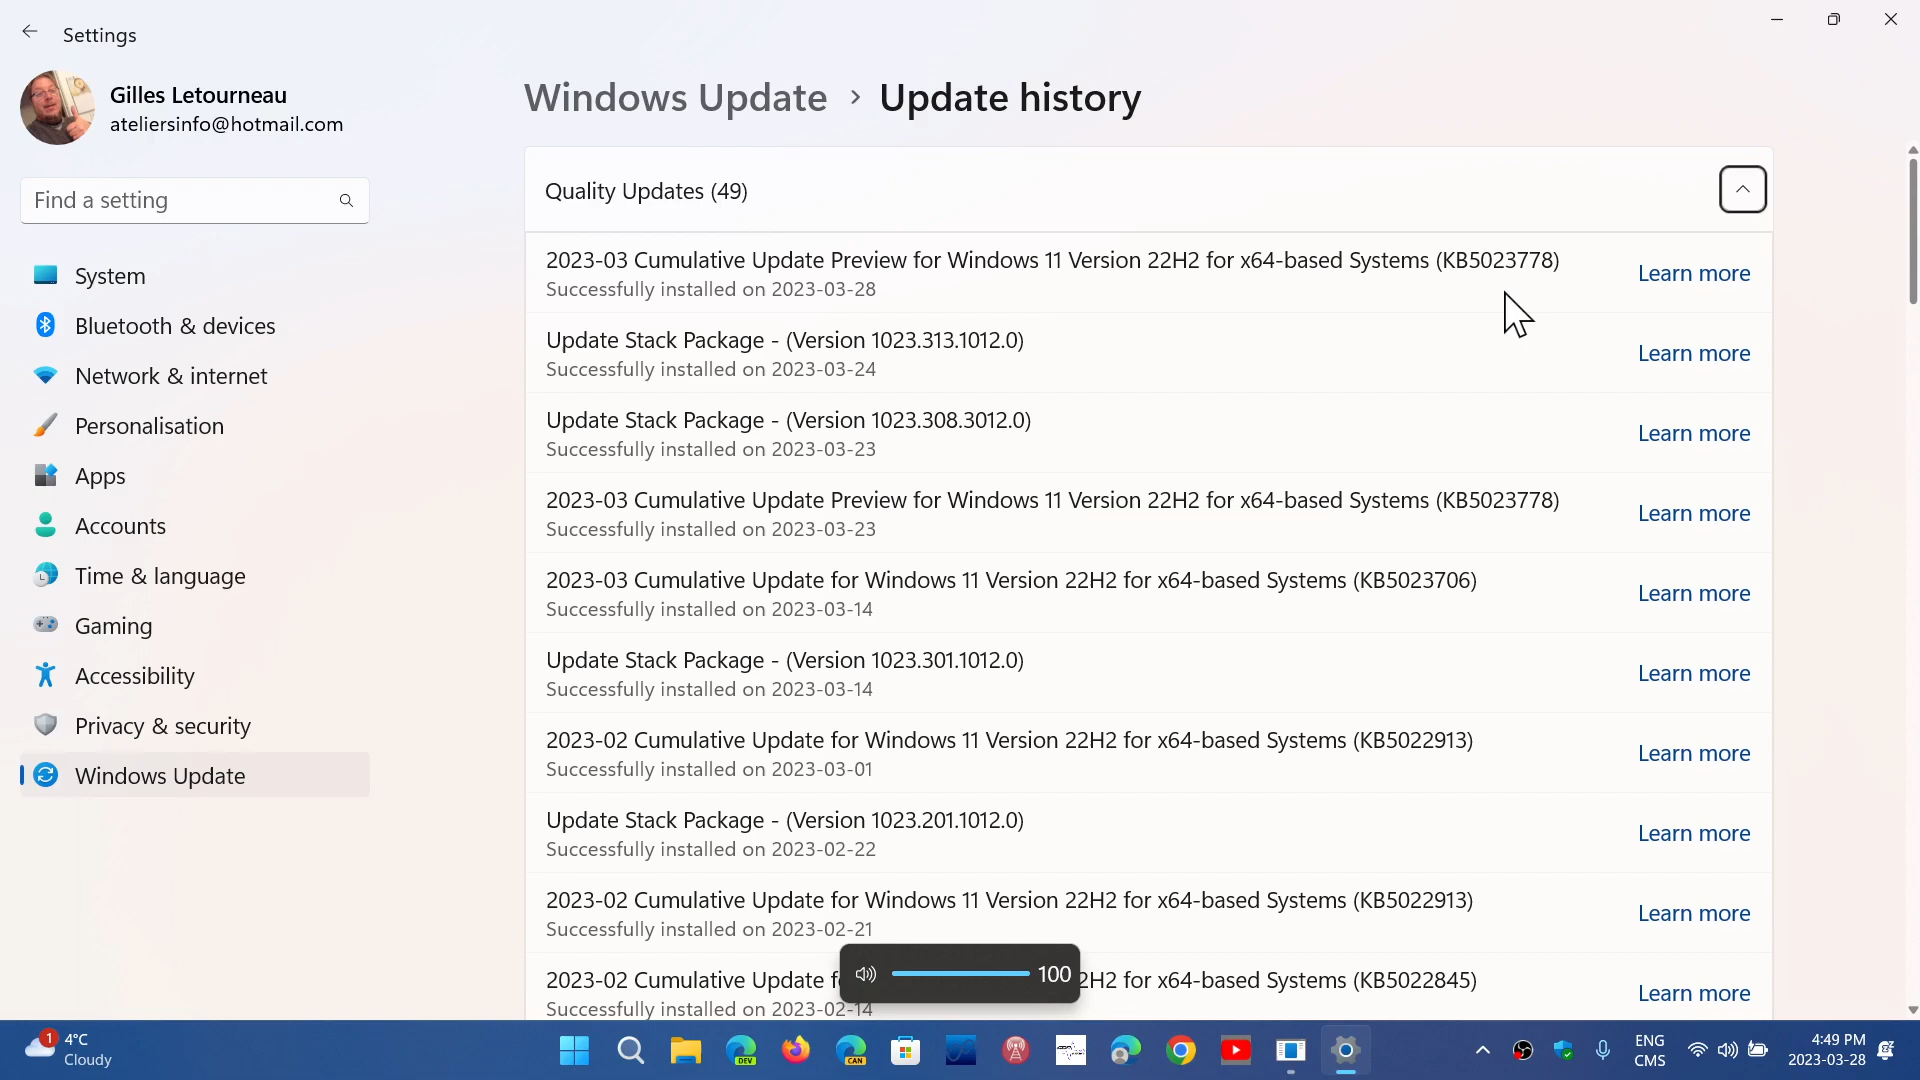 Settings
Gilles Letourneau
ateliersinfo@hotmail.com
Find a setting
System
Bluetooth & devices
Network & internet
Personalisation
Apps
Accounts
Time & language
Gaming
Accessibility
Privacy & security
Windows Update
Windows Update › Update history
Quality Updates (49)
2023-03 Cumulative Update Preview for Windows 11 Version 22H2 for x64-based Systems (KB5023778)
Successfully installed on 2023-03-28
Learn more
Update Stack Package - (Version 1023.313.1012.0)
Successfully installed on 2023-03-24
Learn more
Update Stack Package - (Version 1023.308.3012.0)
Successfully installed on 2023-03-23
Learn more
2023-03 Cumulative Update Preview for Windows 11 Version 22H2 for x64-based Systems (KB5023778)
Successfully installed on 2023-03-23
Learn more
2023-03 Cumulative Update for Windows 11 Version 22H2 for x64-based Systems (KB5023706)
Successfully installed on 2023-03-14
Learn more
Update Stack Package - (Version 1023.301.1012.0)
Successfully installed on 2023-03-14
Learn more
2023-02 Cumulative Update for Windows 11 Version 22H2 for x64-based Systems (KB5022913)
Successfully installed on 2023-03-01
Learn more
Update Stack Package - (Version 1023.201.1012.0)
Successfully installed on 2023-02-22
Learn more
2023-02 Cumulative Update for Windows 11 Version 22H2 for x64-based Systems (KB5022913)
Successfully installed on 2023-02-21
Learn more
2023-02 Cumulative Update f 2H2 for x64-based Systems (KB5022845)
Successfully installed on 2023-02-14
Learn more
100
1
4°C
Cloudy
DEV
CAN
ENG
CMS
4:49 PM
2023-03-28